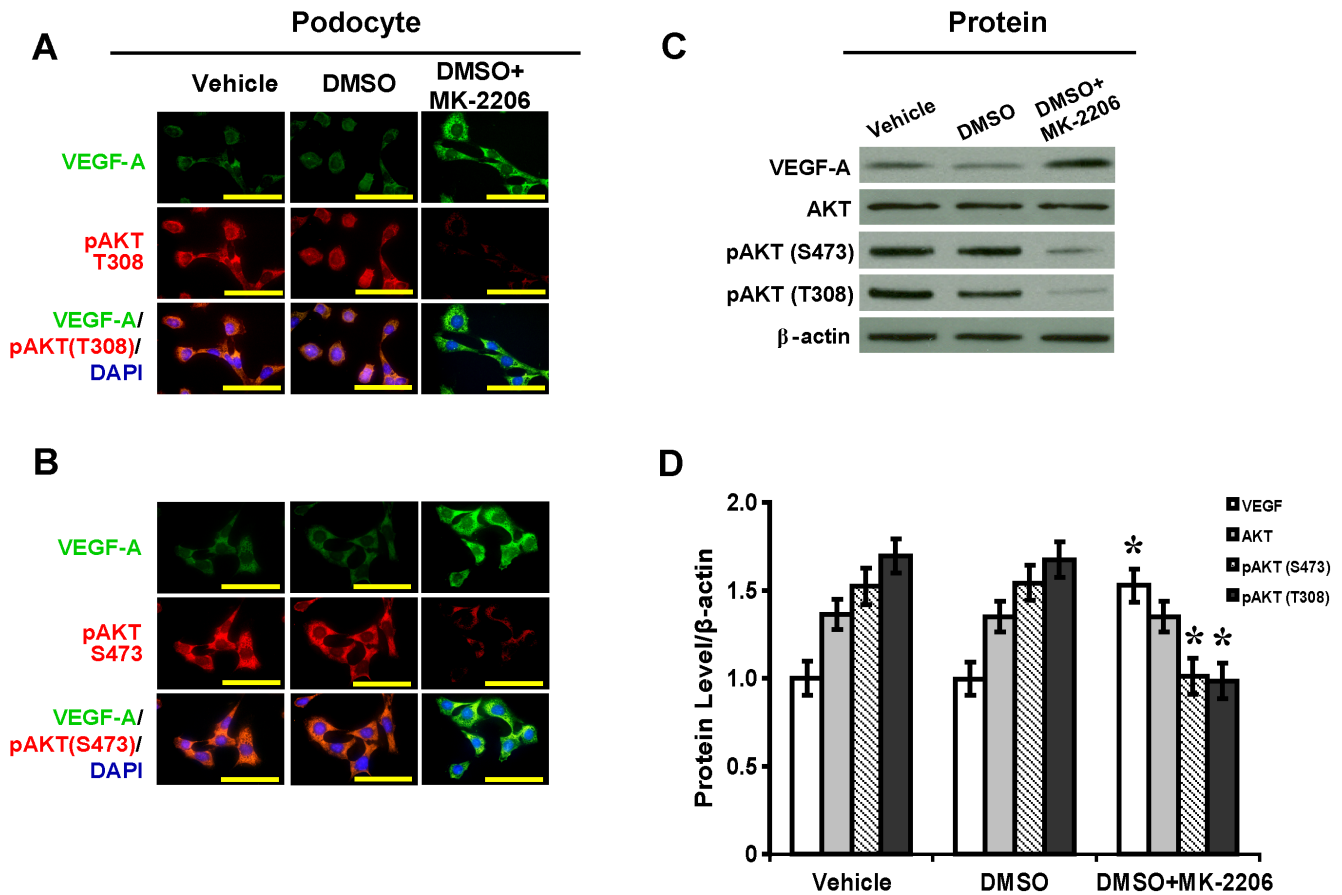 Podocyte
A
Vehicle
DMSO
DMSO+
MK-2206
VEGF-A
pAKT
T308
VEGF-A/
pAKT(T308)/
DAPI
B
VEGF-A
pAKT
S473
VEGF-A/
pAKT(S473)/
DAPI
Protein
C
Vehicle
DMSO
DMSO+
MK-2206
VEGF-A
AKT
pAKT (S473)
pAKT (T308)
β-actin
D
Protein Level/β-actin
2.0
1.5
1.0
0.5
0
* * *
VEGF
AKT
pAKT (S473)
pAKT (T308)
Vehicle
DMSO
DMSO+MK-2206